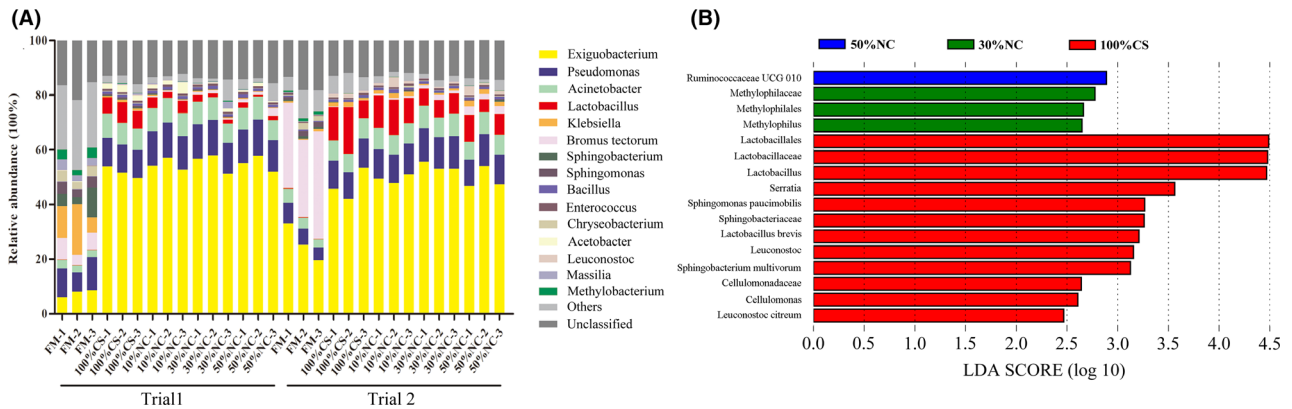 (A)
Relative abundance (100%)
100
80
60
40
20
0
FM-1
FM-2
FM-3
100%CS-1
100%CS-2
100%CS-3
10%NC-1
10%NC-2
10%NC-3
30%NC-1
30%NC-2
30%NC-3
50%NC-1
50%NC-2
50%NC-3
FM-1
FM-2
FM-3
100%CS-1
100%CS-2
100%CS-3
10%NC-1
10%NC-2
10%NC-3
30%NC-1
30%NC-2
30%NC-3
50%NC-1
50%NC-2
50%NC-3
Trial1
Trial 2
Exiguobacterium
Pseudomonas
Acinetobacter
Lactobacillus
Klebsiella
Bromus tectorum
Sphingobacterium
Sphingomonas
Bacillus
Enterococcus
Chryseobacterium
Acetobacter
Leuconostoc
Massilia
Methylobacterium
Others
Unclassified
(B)
50%NC
30%NC
100%CS
Ruminococcaceae UCG 010
Methylophilaceae
Methylophilales
Methylophilus
Lactobacillales
Lactobacillaceae
Lactobacillus
Serratia
Sphingomonas paucimobilis
Sphingobacteriaceae
Lactobacillus brevis
Leuconostoc
Sphingobacterium multivorum
Cellulomonadaceae
Cellulomonas
Leuconostoc citreum
0.0 0.5 1.0 1.5 2.0 2.5 3.0 3.5 4.0 4.5
LDA SCORE (log 10)